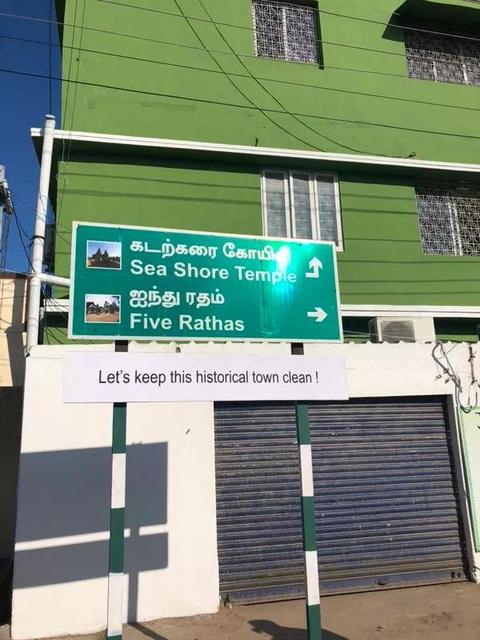 கடற்கரை கோயில்
Sea Shore Temple
ஐந்து ரதம்
Five Rathas
Let's keep this historical town clean !